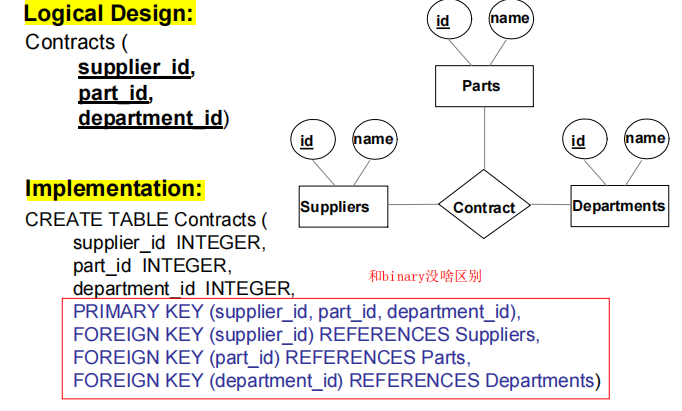 Logical Design:
Contracts (
supplier_id,
part_id,
department_id)
id
name
Parts
id
name
id
name
Suppliers
Contract
Departments
Implementation:
CREATE TABLE Contracts (
supplier_id INTEGER,
part_id INTEGER,
department_id INTEGER,
和binary没啥区别
PRIMARY KEY (supplier_id, part_id, department_id),
FOREIGN KEY (supplier_id) REFERENCES Suppliers,
FOREIGN KEY (part_id) REFERENCES Parts,
FOREIGN KEY (department_id) REFERENCES Departments)